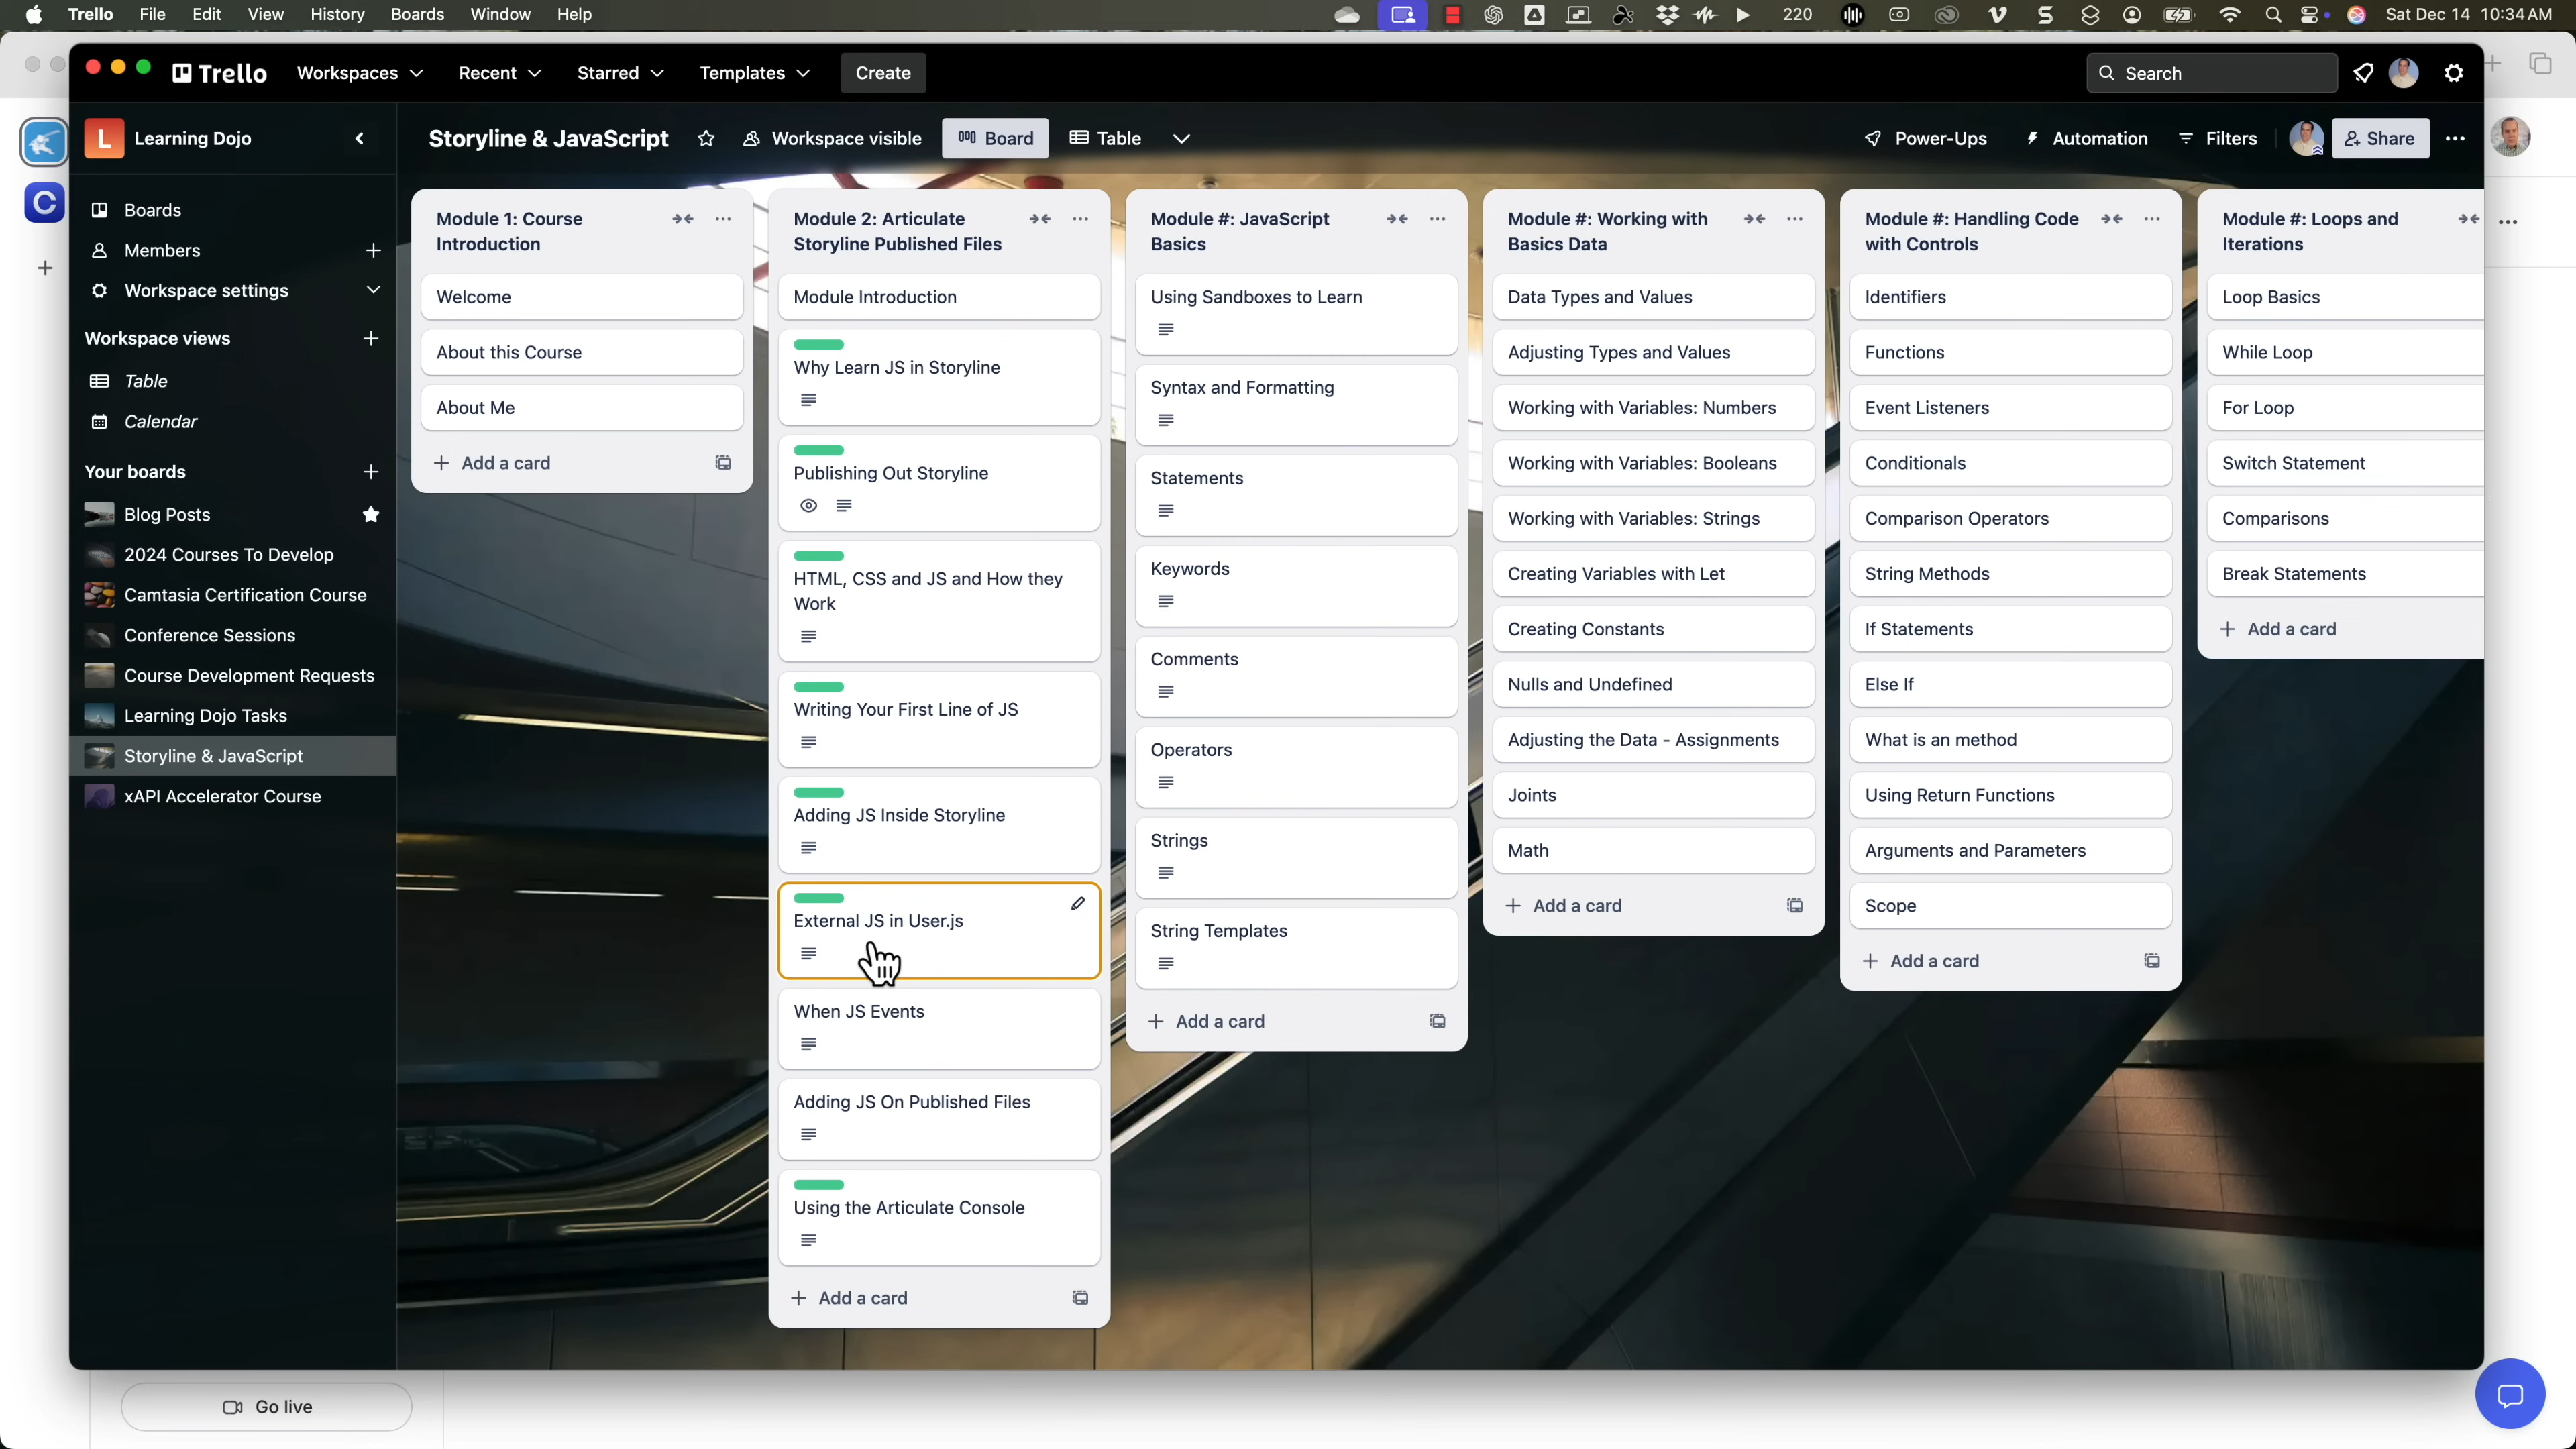 Trello File Edit View History Boards Window Help
220
Sat Dec 14 10:34 AM
Trello
Workspaces
Recent
Starred
Templates
Create
Search
L
Learning Dojo
Storyline & JavaScript
Workspace visible
Board
Table
Power-Ups
Automation
Filters
Share
C
Boards
Members
Workspace settings
Workspace views
Table
Calendar
Your boards
Blog Posts
2024 Courses To Develop
Camtasia Certification Course
Conference Sessions
Course Development Requests
Learning Dojo Tasks
Storyline & JavaScript
xAPI Accelerator Course
Module 1: Course
Introduction
Welcome
About this Course
About Me
Add a card
Module 2: Articulate
Storyline Published Files
Module Introduction
Why Learn JS in Storyline
Publishing Out Storyline
HTML, CSS and JS and How they
Work
Writing Your First Line of JS
Adding JS Inside Storyline
External JS in User.js
When JS Events
Adding JS On Published Files
Using the Articulate Console
Add a card
Module #: JavaScript
Basics
Using Sandboxes to Learn
Syntax and Formatting
Statements
Keywords
Comments
Operators
Strings
String Templates
Add a card
Module #: Working with
Basics Data
Data Types and Values
Adjusting Types and Values
Working with Variables: Numbers
Working with Variables: Booleans
Working with Variables: Strings
Creating Variables with Let
Creating Constants
Nulls and Undefined
Adjusting the Data - Assignments
Joints
Math
Add a card
Module #: Handling Code
with Controls
Identifiers
Functions
Event Listeners
Conditionals
Comparison Operators
String Methods
If Statements
Else If
What is an method
Using Return Functions
Arguments and Parameters
Scope
Add a card
Module #: Loops and
Iterations
Loop Basics
While Loop
For Loop
Switch Statement
Comparisons
Break Statements
Add a card
Go live